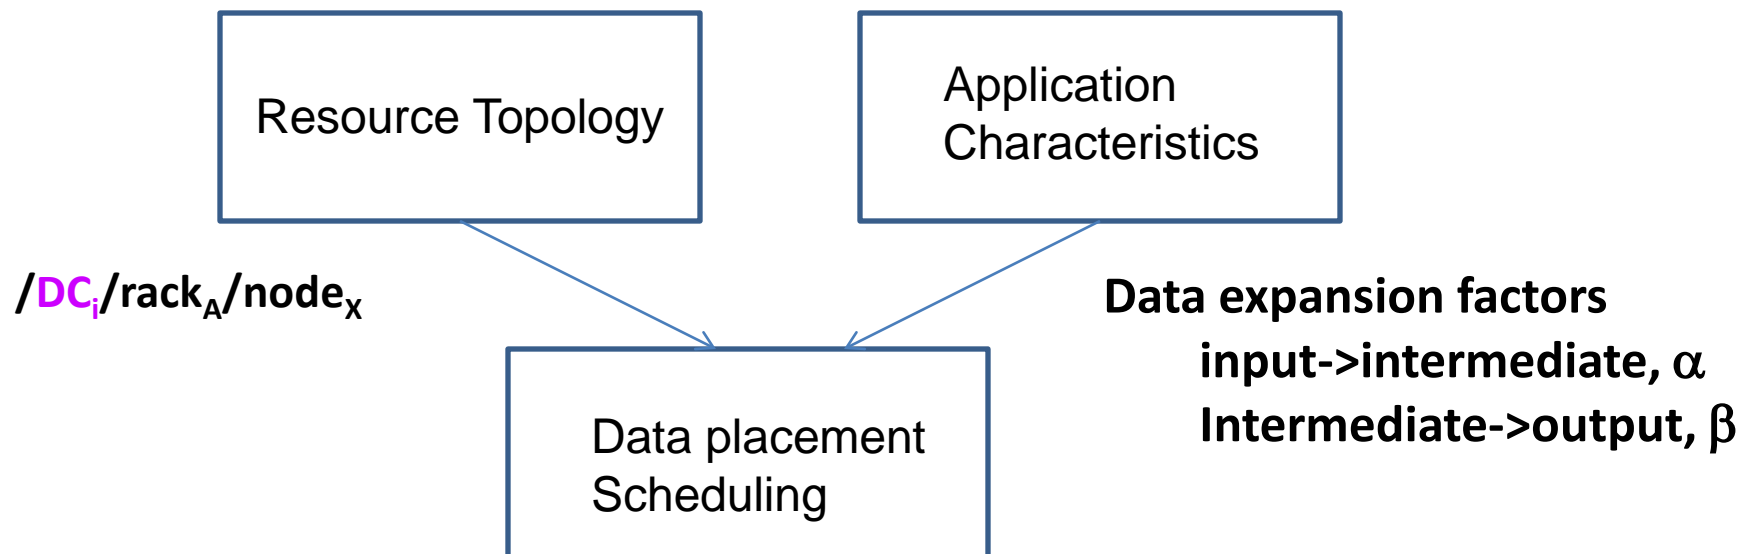 Resource Topology
Application
Characteristics
/DCi/rackA/nodeX
Data expansion factors
input->intermediate, α
Intermediate->output, β
Data placement
Scheduling